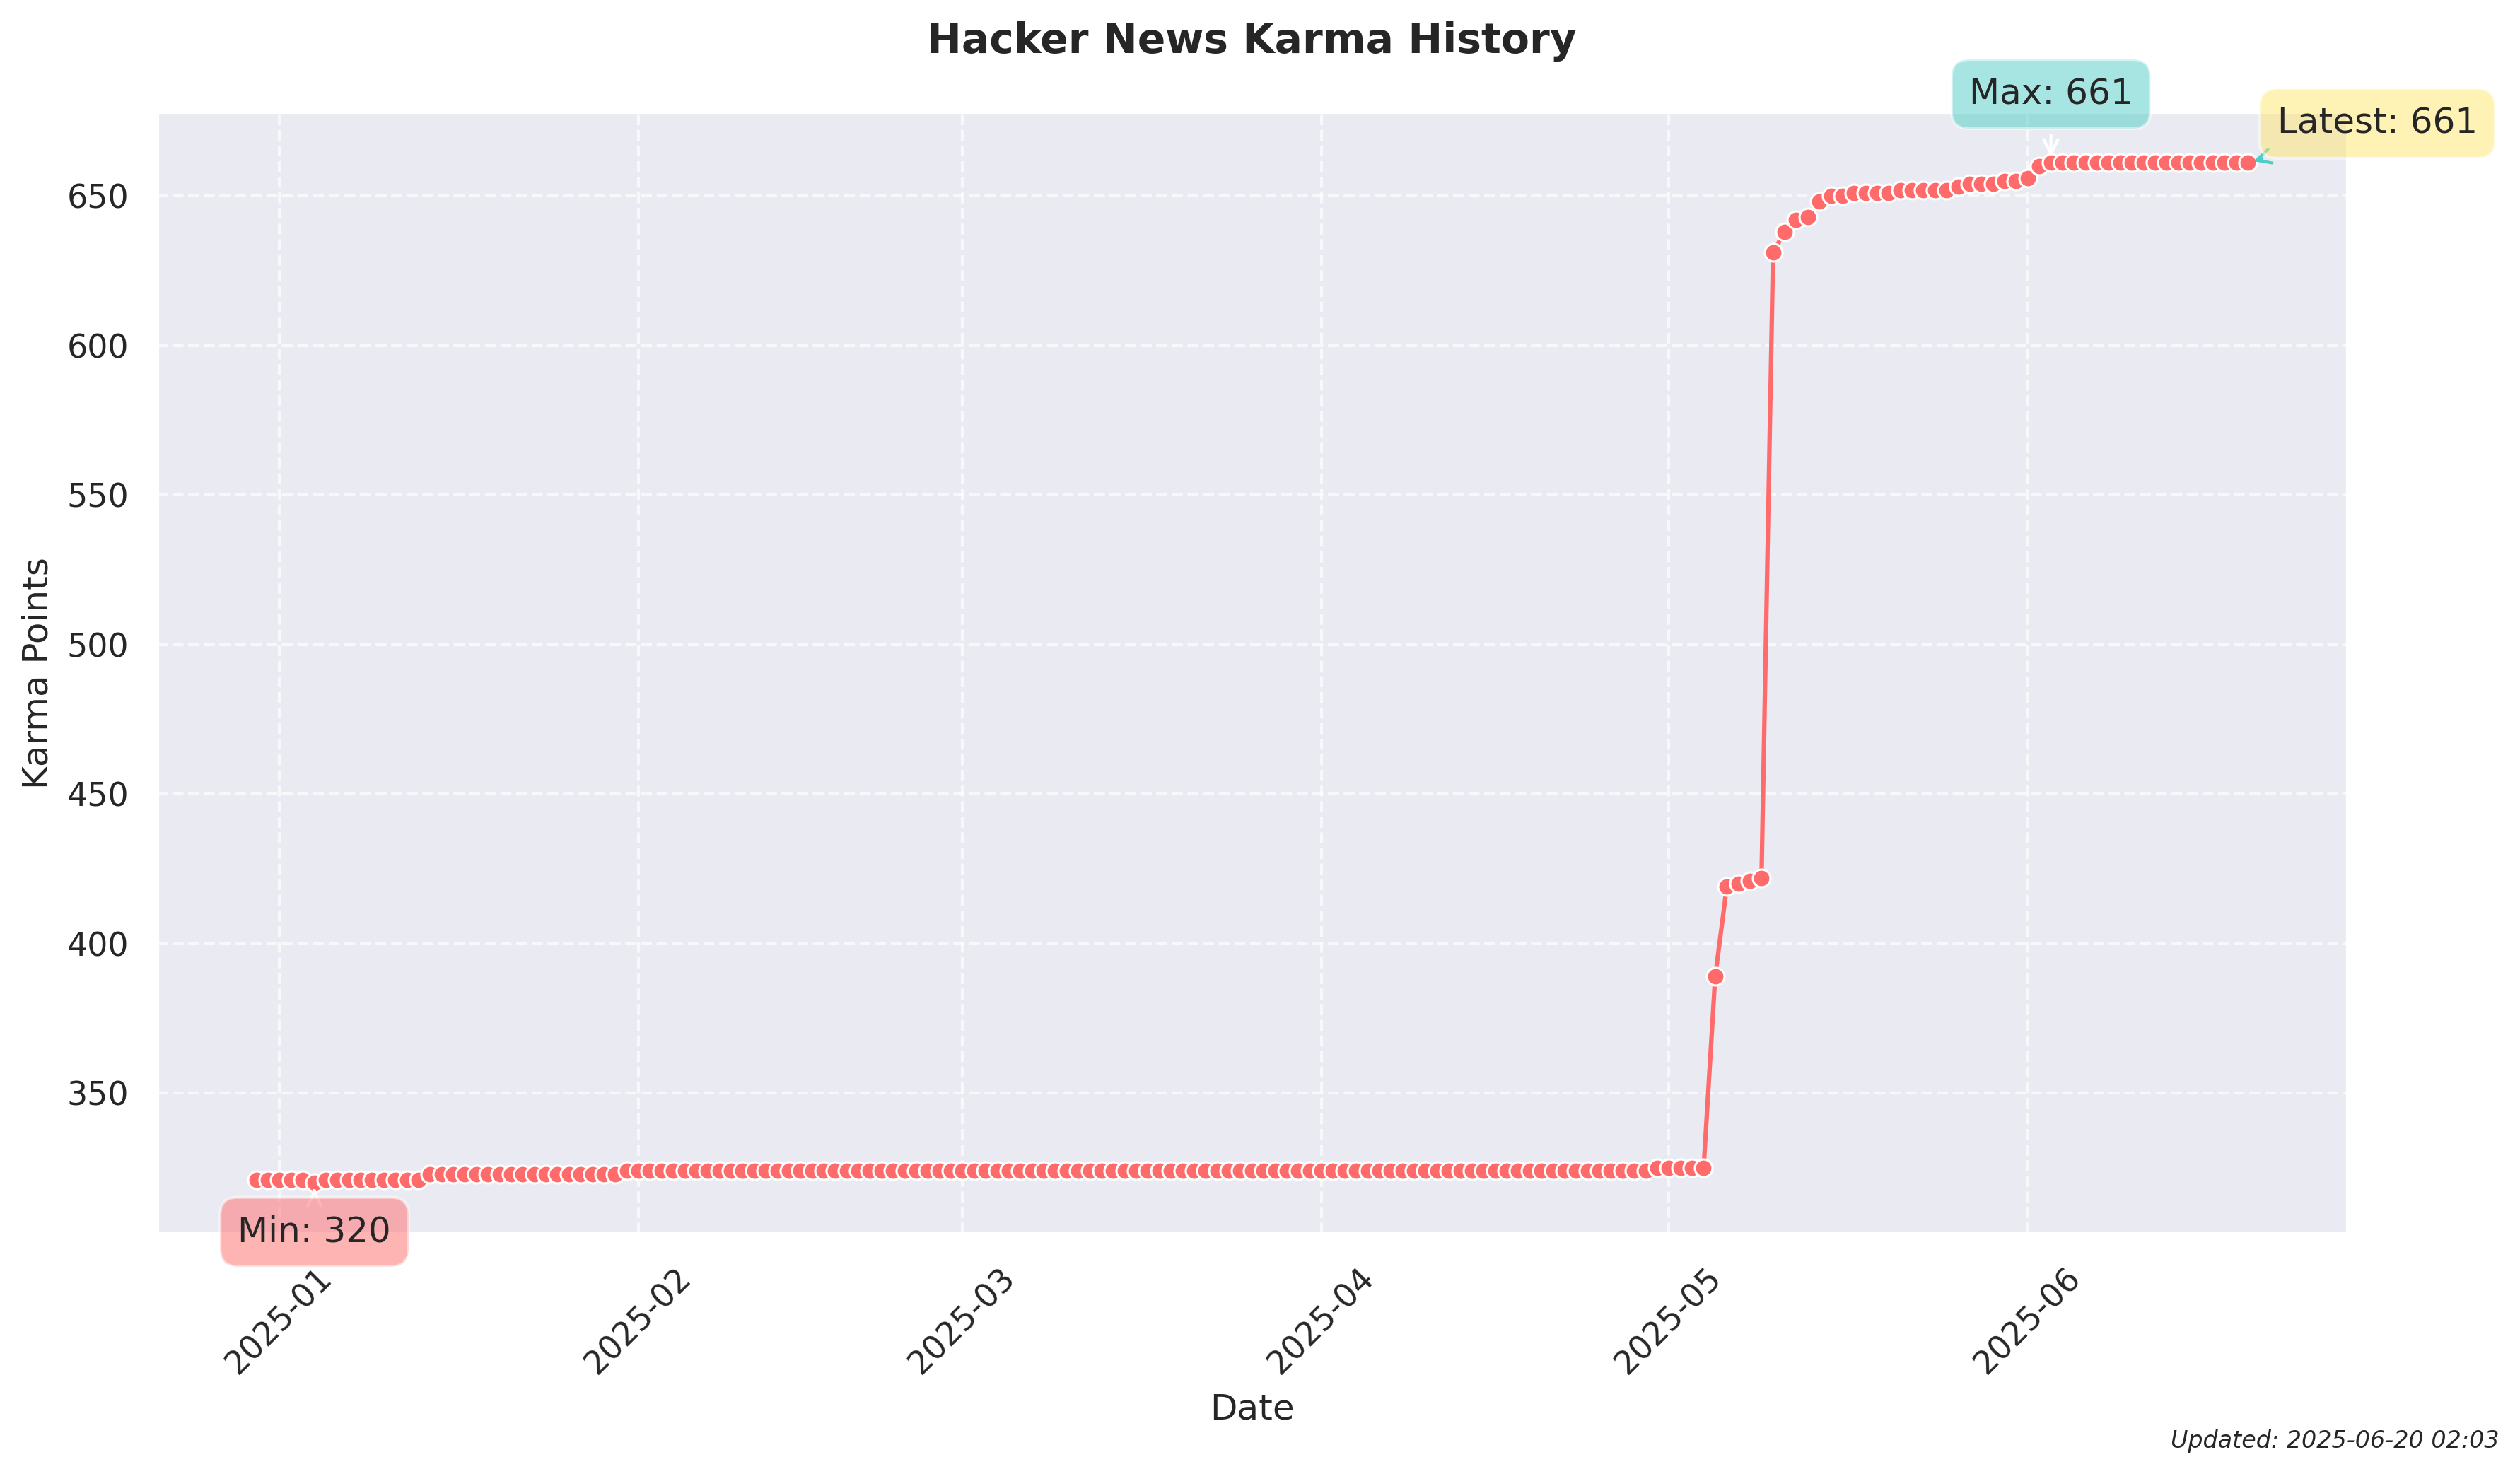 Hacker News Karma History
Max: 661
Latest: 661
650
600
550
500
450
400
350
Karma Points
Min: 320
2025-01
2025-02
2025-03
2025-04
2025-05
2025-06
Date
Updated: 2025-06-20 02:03